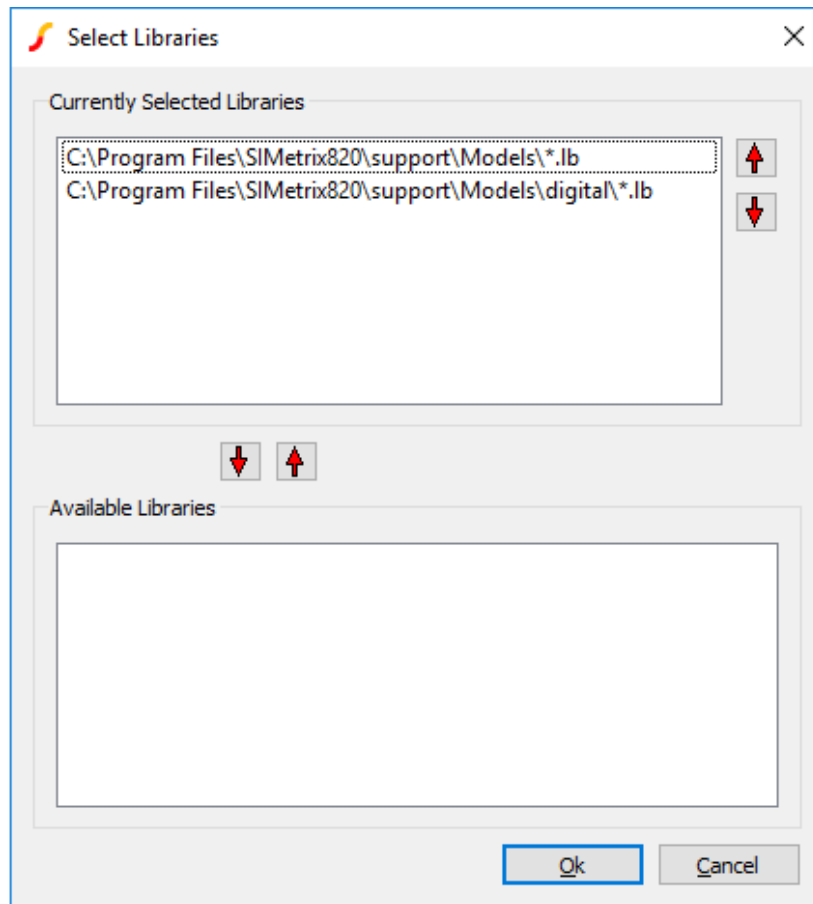 Select Libraries
Currently Selected Libraries
C:\Program Files\SIMetrix820\support\Models\*.lb
C:\Program Files\SIMetrix820\support\Models\digital\*.lb
Available Libraries
Ok Cancel